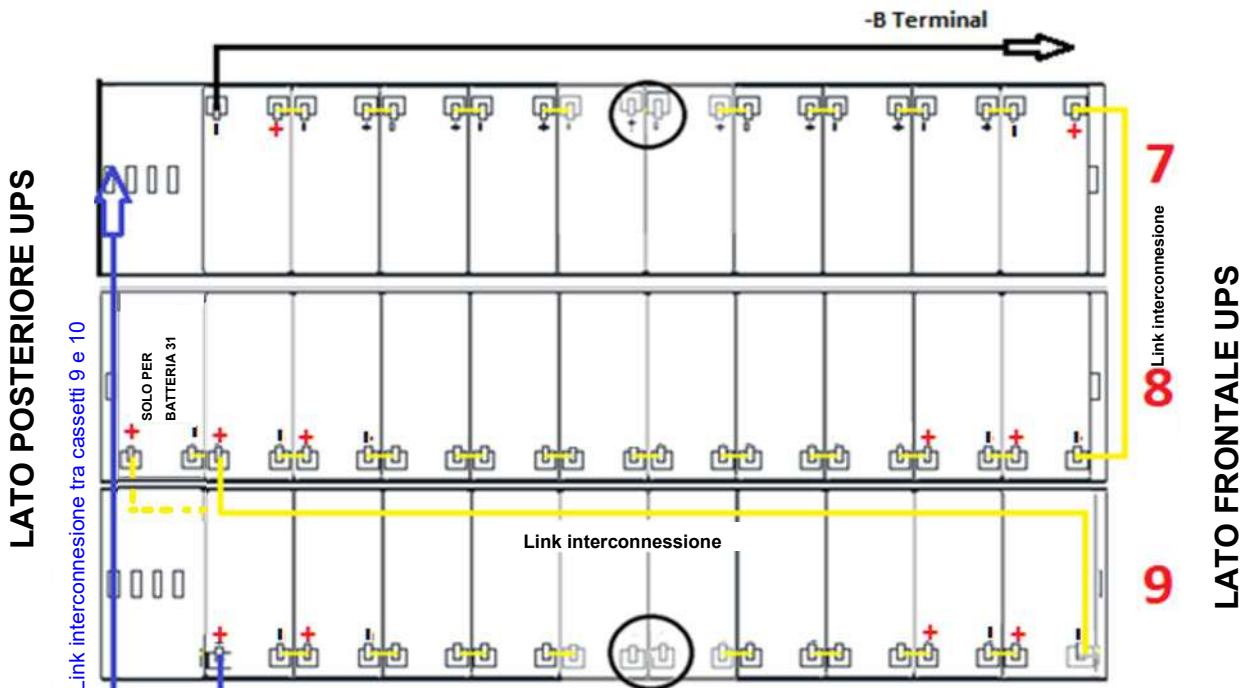 -B Terminal
LATO POSTERIORE UPS
Link interconnesione tra cassetti 9 e 10
7
Link interconnesione
SOLO PER
BATTERIA 31
8
LATO FRONTALE UPS
Link interconnessione
9